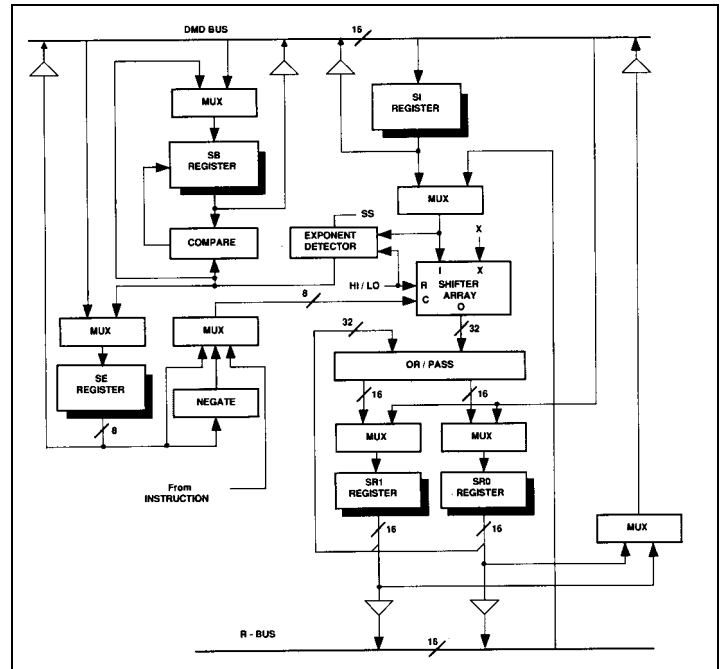 DMD BUS
16
MUX
SI
REGISTER
SB
REGISTER
MUX
SS
COMPARE
EXPONENT
DETECTOR
X
I X
HI / LO
R
SHIFTER
ARRAY
C
O
8
MUX
MUX
32
32
SE
REGISTER
OR / PASS
NEGATE
16
16
8
MUX
MUX
From
INSTRUCTION
SR1
REGISTER
SR0
REGISTER
16
16
MUX
R - BUS
16